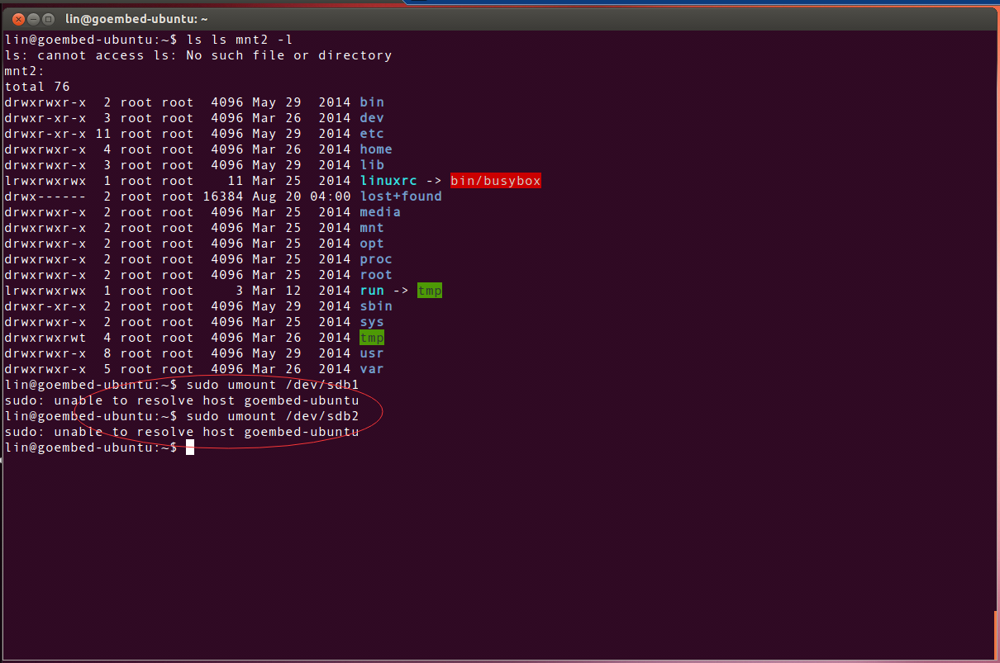 lin@goembed-ubuntu: ~
lin@goembed-ubuntu:~$ ls ls mnt2 -l
ls: cannot access ls: No such file or directory
mnt2:
total 76
drwxrwxr-x  2 root root  4096 May 29  2014 bin
drwxr-xr-x  3 root root  4096 Mar 26  2014 dev
drwxr-xr-x 11 root root  4096 May 29  2014 etc
drwxrwxr-x  4 root root  4096 Mar 26  2014 home
drwxrwxr-x  3 root root  4096 May 29  2014 lib
lrwxrwxrwx  1 root root    11 Mar 25  2014 linuxrc -> bin/busybox
drwx------  2 root root 16384 Aug 20 04:00 lost+found
drwxrwxr-x  2 root root  4096 Mar 25  2014 media
drwxrwxr-x  2 root root  4096 Mar 25  2014 mnt
drwxrwxr-x  2 root root  4096 Mar 25  2014 opt
drwxrwxr-x  2 root root  4096 Mar 25  2014 proc
drwxrwxr-x  2 root root  4096 Mar 25  2014 root
lrwxrwxrwx  1 root root     3 Mar 12  2014 run -> tmp
drwxr-xr-x  2 root root  4096 May 29  2014 sbin
drwxrwxr-x  2 root root  4096 Mar 25  2014 sys
drwxrwxrwt  4 root root  4096 Mar 26  2014 tmp
drwxrwxr-x  8 root root  4096 May 29  2014 usr
drwxrwxr-x  5 root root  4096 Mar 26  2014 var
lin@goembed-ubuntu:~$ sudo umount /dev/sdb1
sudo: unable to resolve host goembed-ubuntu
lin@goembed-ubuntu:~$ sudo umount /dev/sdb2
sudo: unable to resolve host goembed-ubuntu
lin@goembed-ubuntu:~$